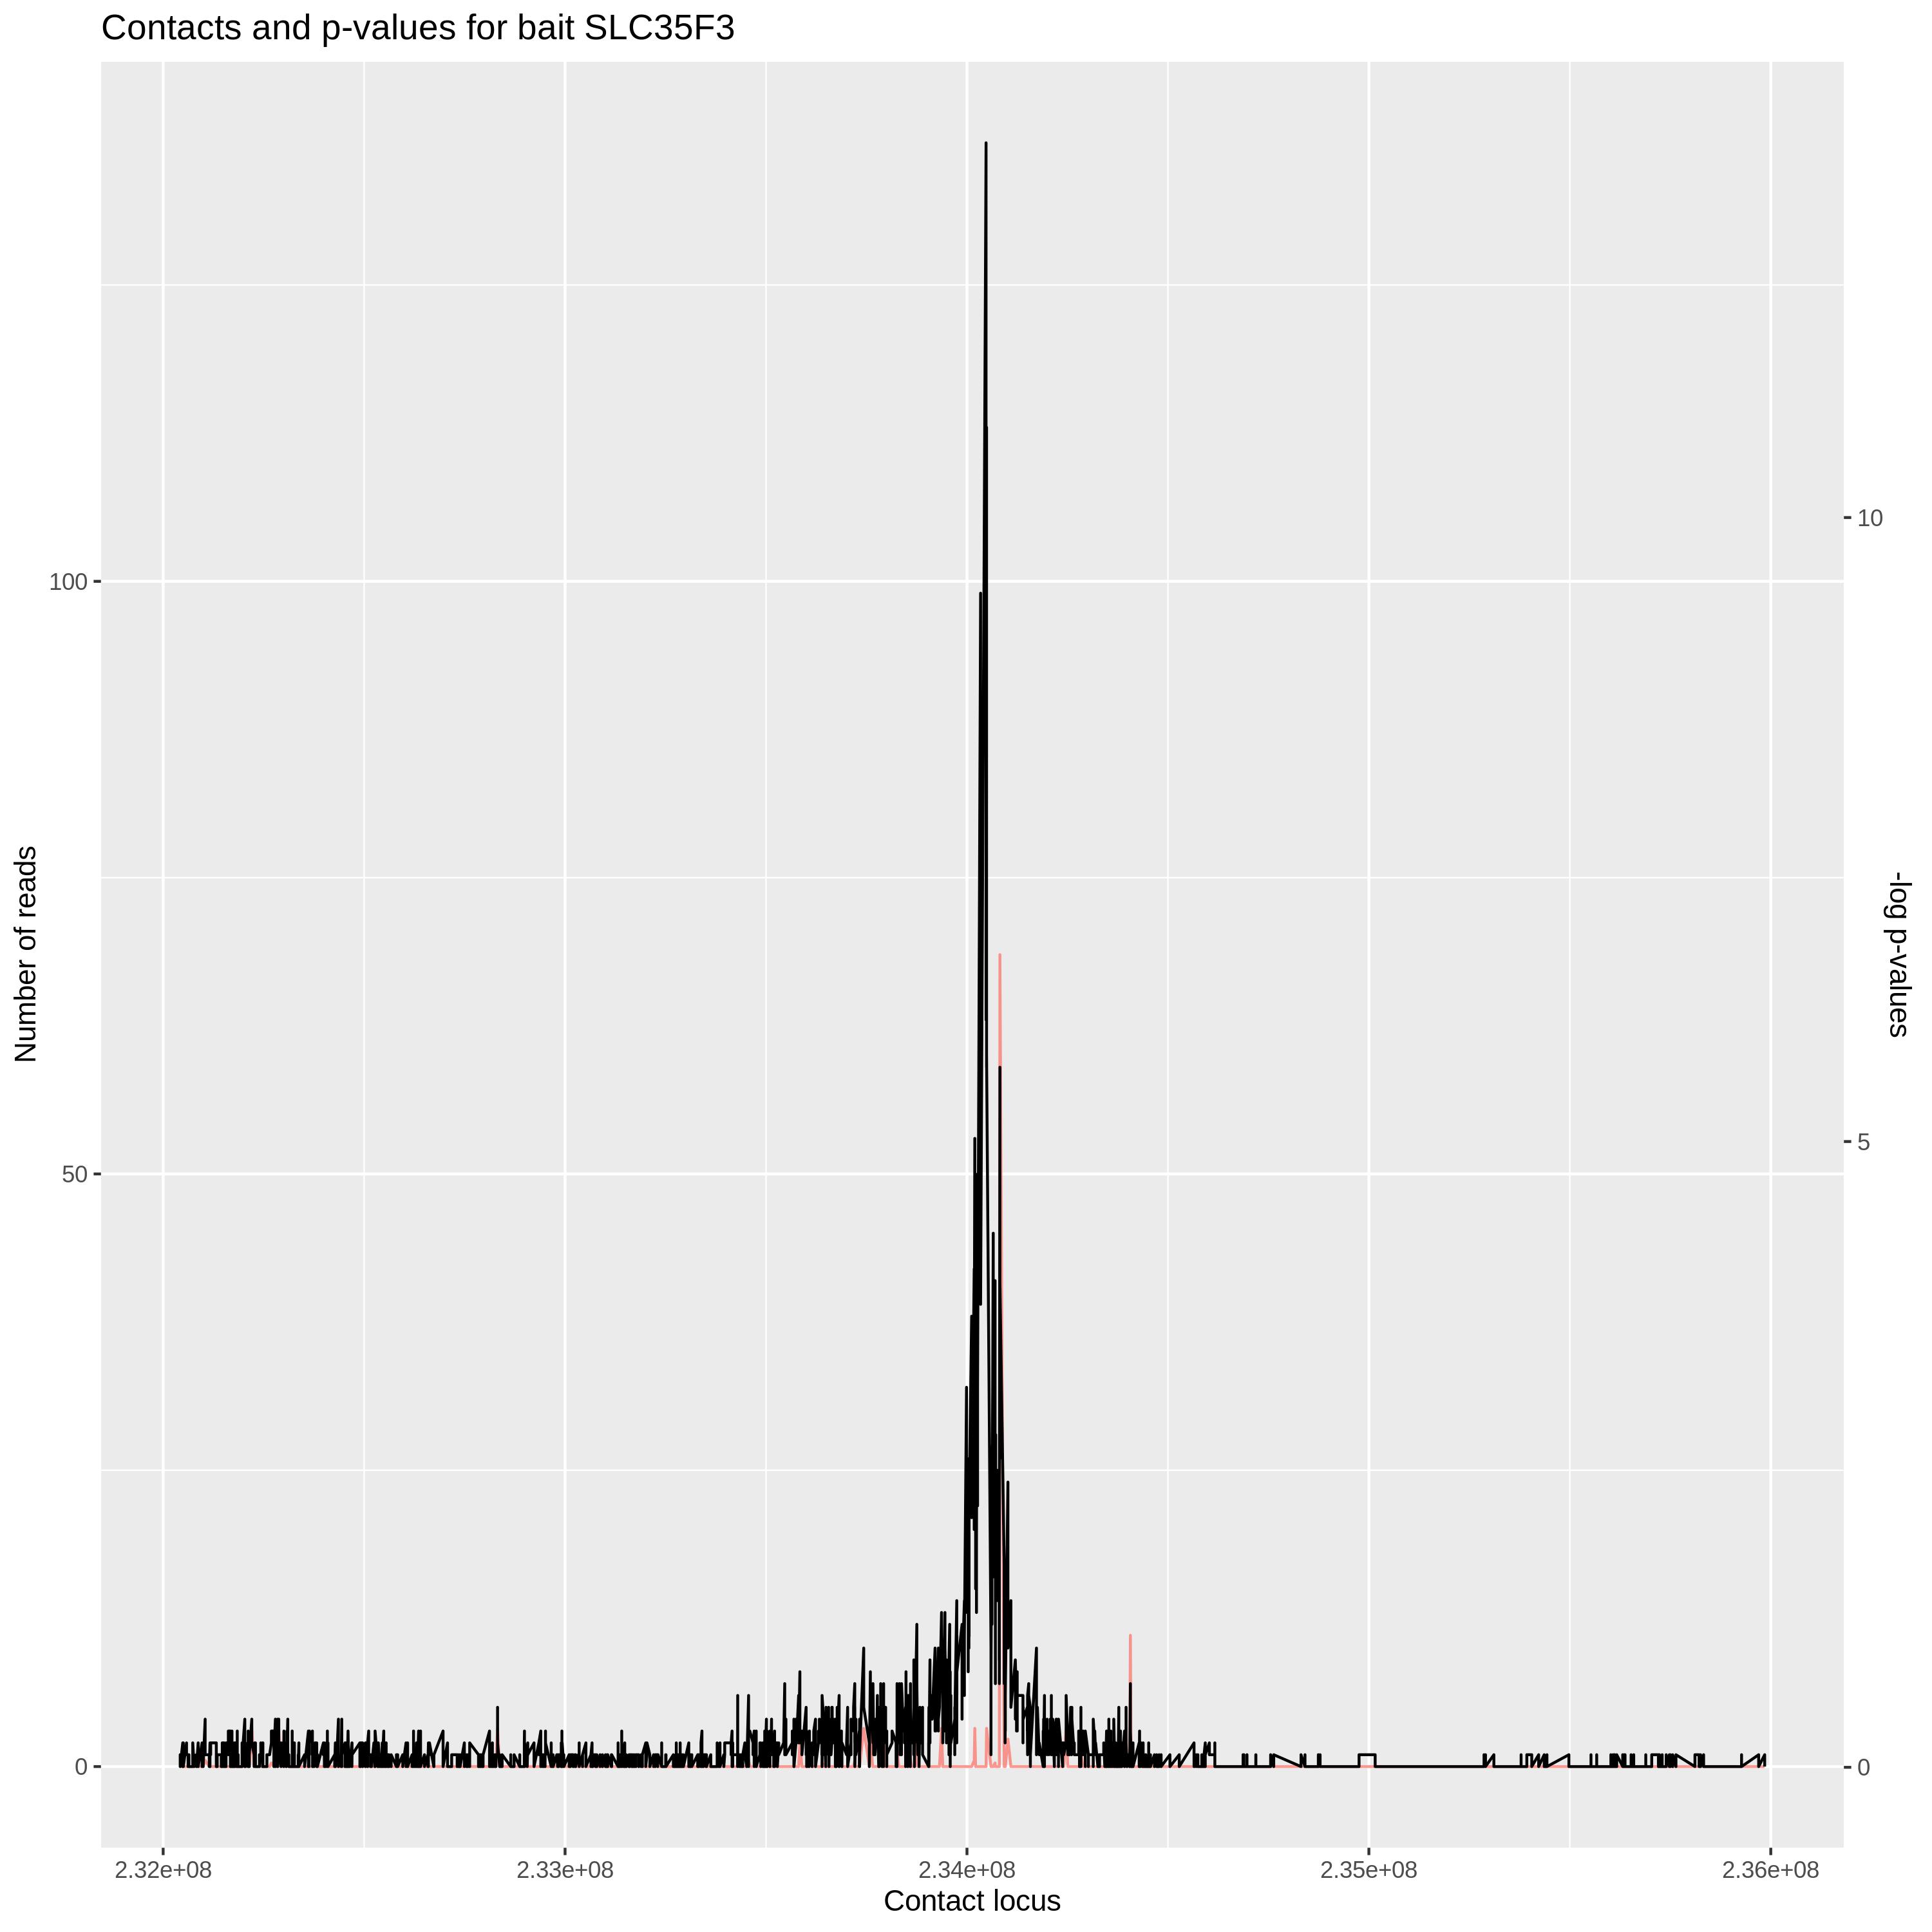 Contacts and p-values for bait SLC35F3
Number of reads
100
50
0
10
5
0
-log p-values
2.32e+08 2.33e+08 2.34e+08 2.35e+08 2.36e+08
Contact locus